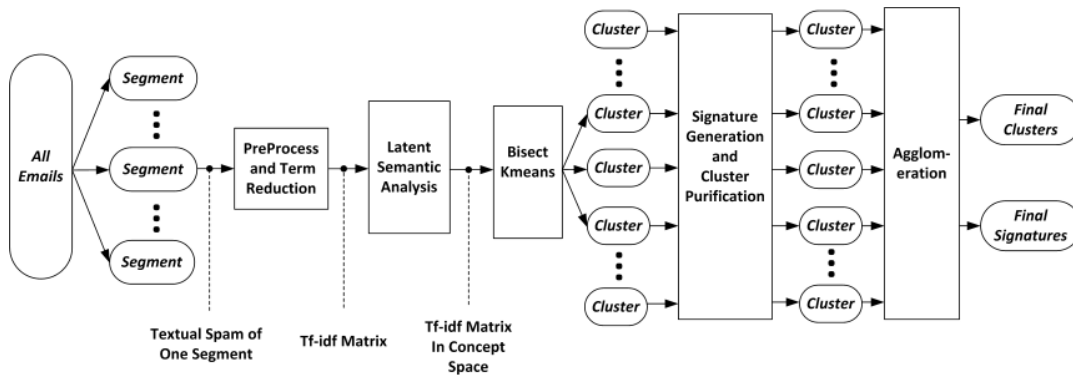 All
Emails
Segment
Segment
Segment
PreProcess
and Term
Reduction
Latent
Semantic
Analysis
Bisect
Kmeans
Cluster
Cluster
Cluster
Cluster
Cluster
Signature
Generation
and
Cluster
Purification
Cluster
Cluster
Cluster
Cluster
Cluster
Agglom-
eration
Final
Clusters
Final
Signatures
Textual Spam of
One Segment
Tf-idf Matrix
Tf-idf Matrix
In Concept
Space